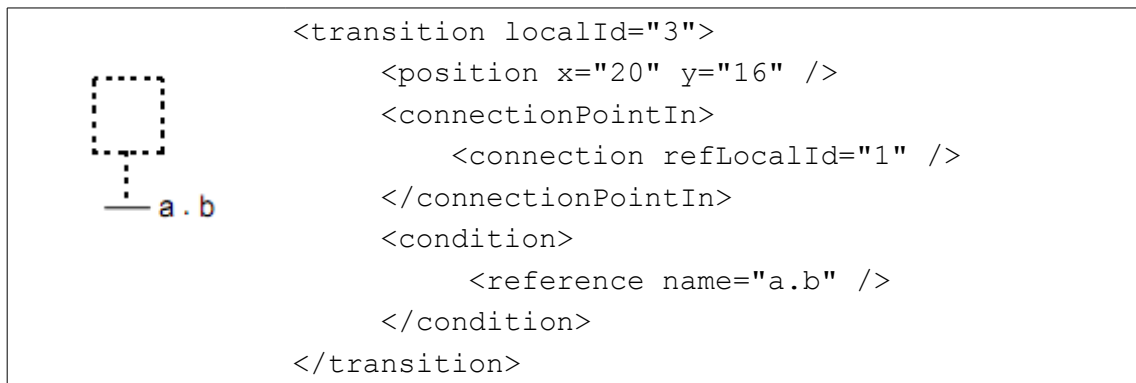 <transition localId="3">
<position x="20" y="16" />
<connectionPointIn>
<connection refLocalId="1" />
</connectionPointIn>
a.b
<condition>
<reference name="a.b" />
</condition>
</transition>